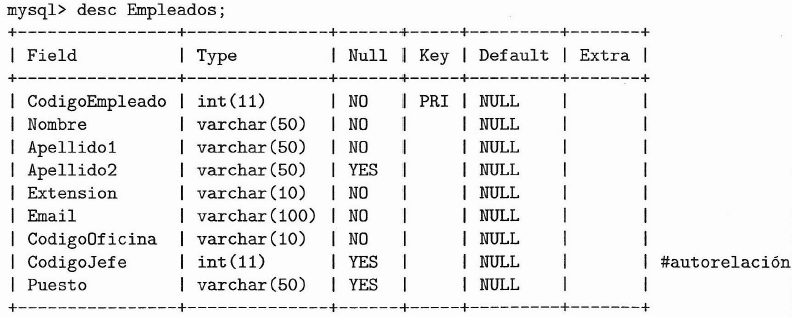 mysql> desc Empleados;
+----------------+--------------+------+-----+---------+-------+
| Field          | Type         | Null | Key | Default | Extra |
+----------------+--------------+------+-----+---------+-------+
| CodigoEmpleado | int(11)      | NO   | PRI | NULL    |       |
| Nombre         | varchar(50)  | NO   |     | NULL    |       |
| Apellido1      | varchar(50)  | NO   |     | NULL    |       |
| Apellido2      | varchar(50)  | YES  |     | NULL    |       |
| Extension      | varchar(10)  | NO   |     | NULL    |       |
| Email          | varchar(100) | NO   |     | NULL    |       |
| CodigoOficina  | varchar(10)  | NO   |     | NULL    |       |
| CodigoJefe     | int(11)      | YES  |     | NULL    |       | #autorelación
| Puesto         | varchar(50)  | YES  |     | NULL    |       |
+----------------+--------------+------+-----+---------+-------+